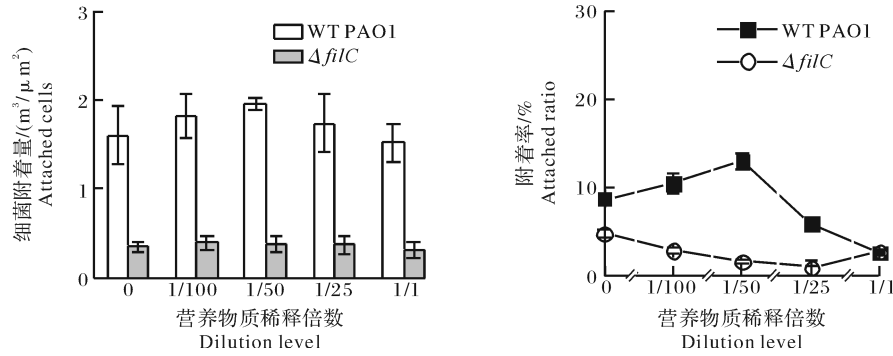 3
2
1
0
细菌附着量/(m³/μm²)
Attached cells
WT PAO1
ΔfilC
0 1/100 1/50 1/25 1/1
营养物质稀释倍数
Dilution level
30
20
10
0
附着率/%
Attached ratio
WT PAO1
ΔfilC
0 1/100 1/50 1/25 1/1
营养物质稀释倍数
Dilution level